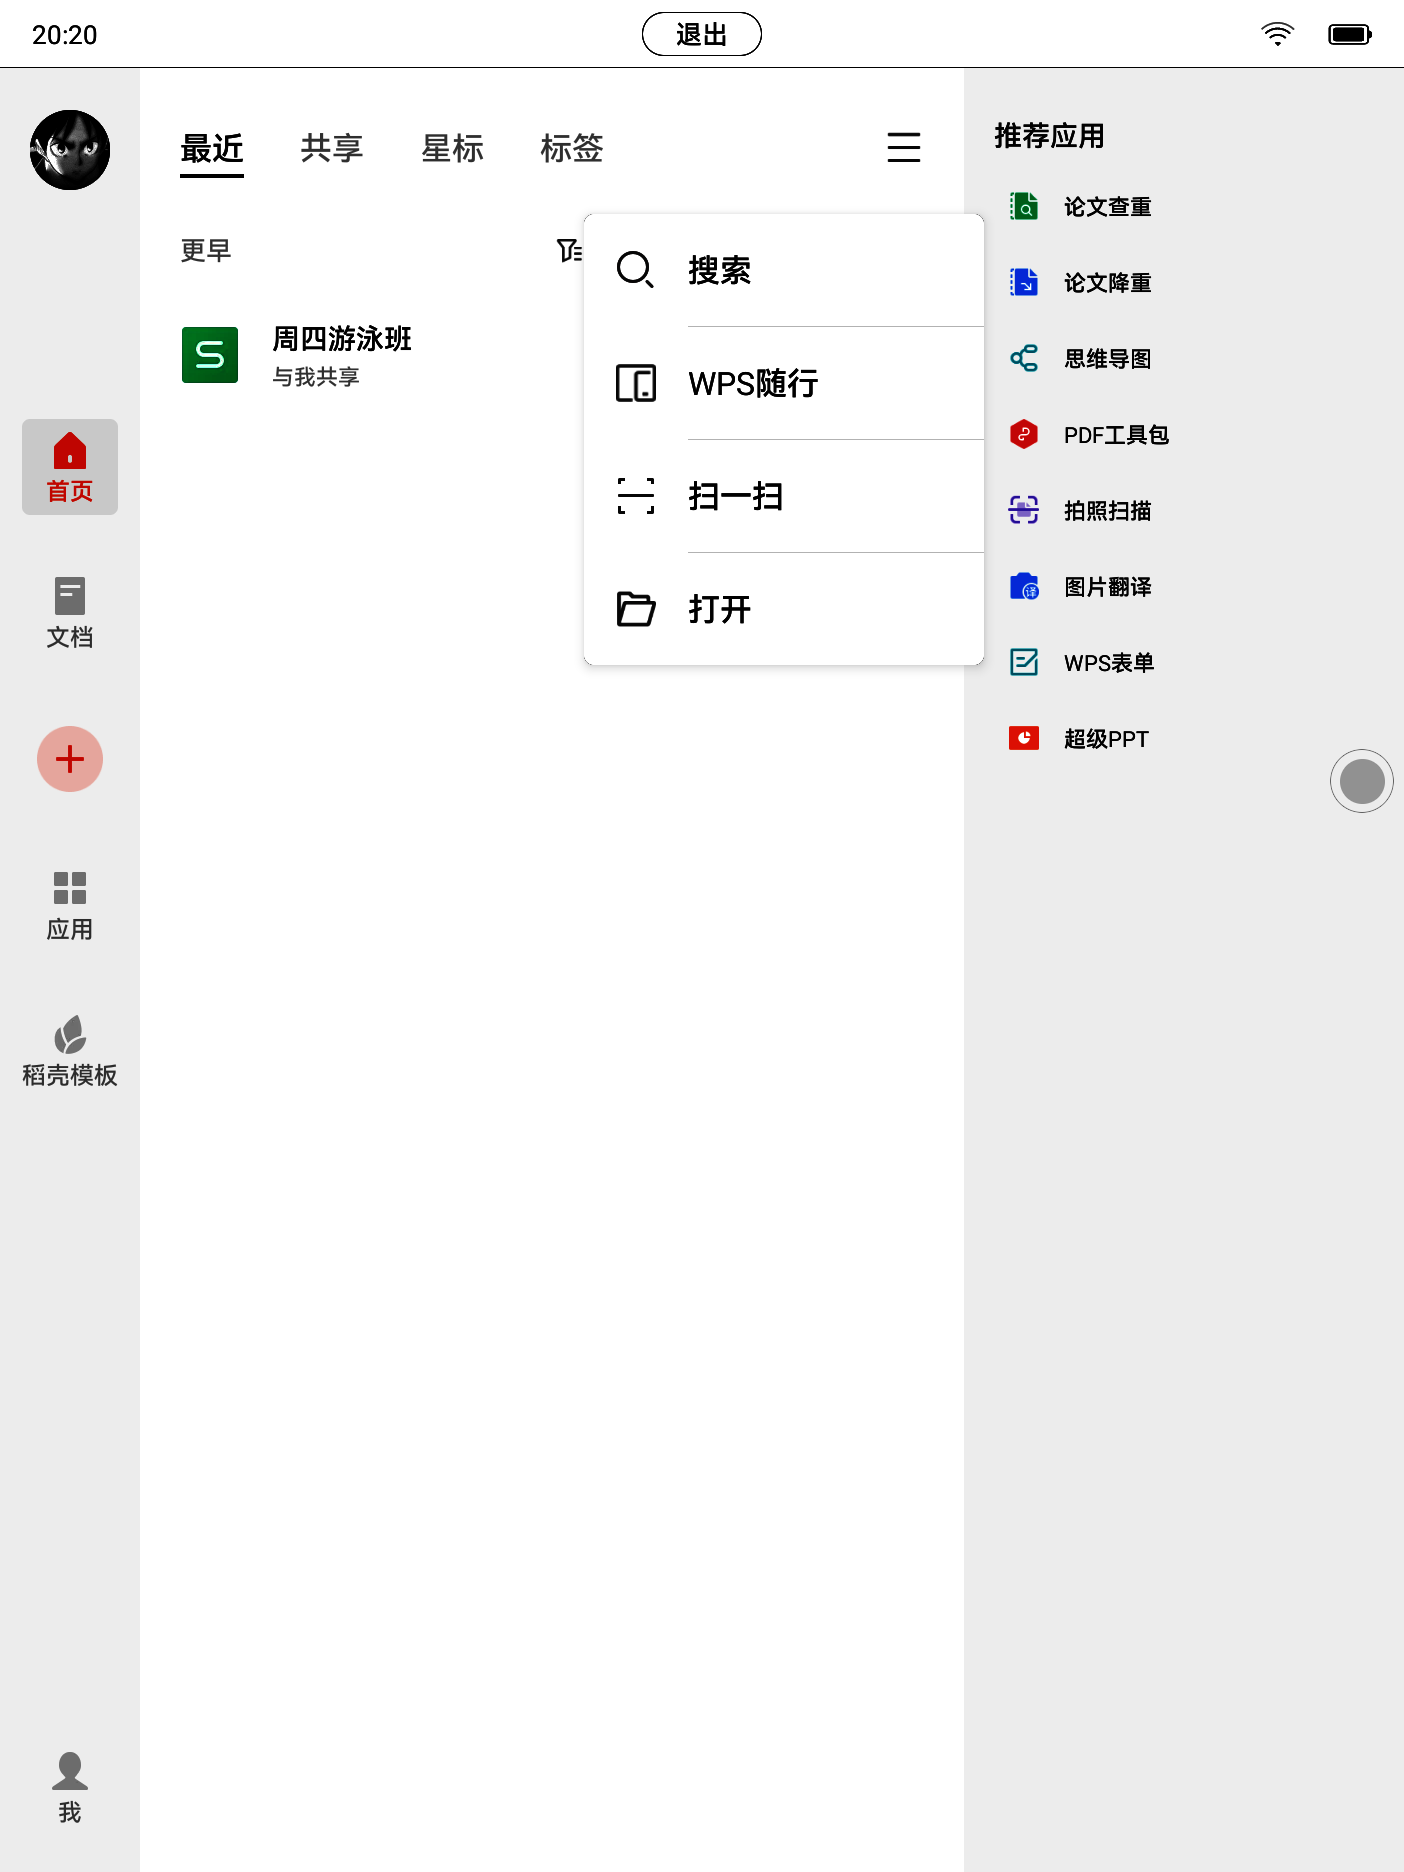 20:20
退出
最近
共享
星标
标签
推荐应用
更早
周四游泳班
与我共享
搜索
WPS随行
扫一扫
打开
论文查重
论文降重
思维导图
PDF工具包
拍照扫描
图片翻译
译
WPS表单
超级PPT
首页
文档
应用
稻壳模板
我